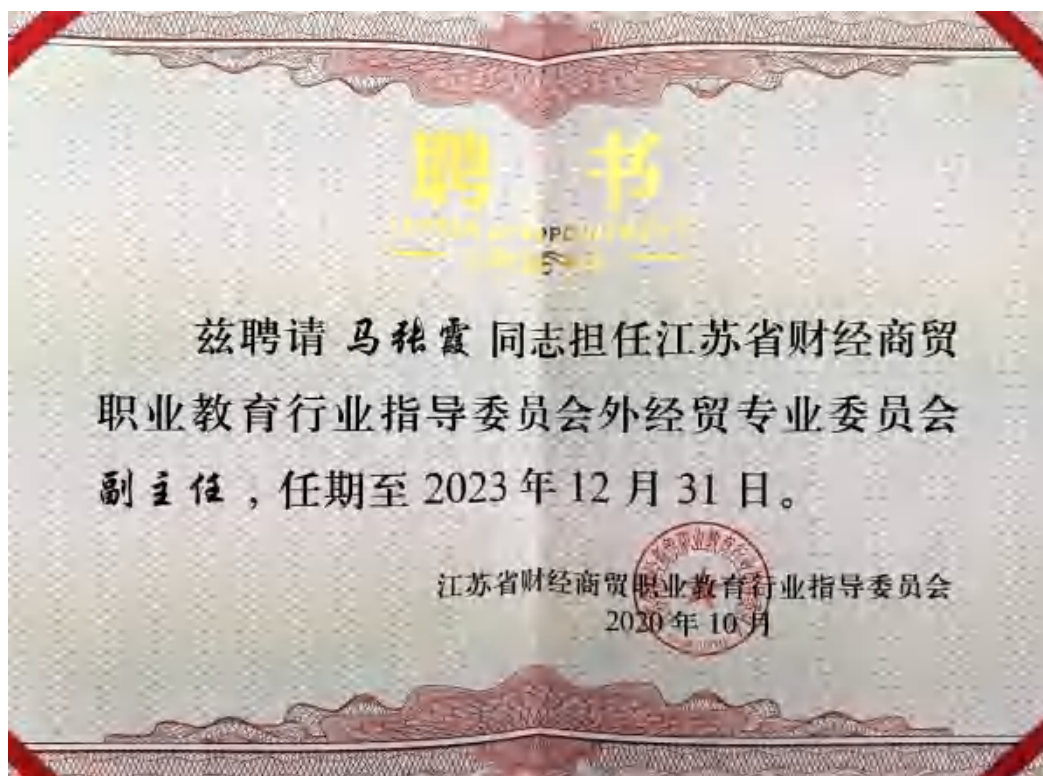 聘 书
兹聘请 马张霞 同志担任江苏省财经商贸
职业教育行业指导委员会外经贸专业委员会
副主任，任期至 2023 年 12 月 31 日。
江苏省财经商贸职业教育行业指导委员会
2020 年 10 月